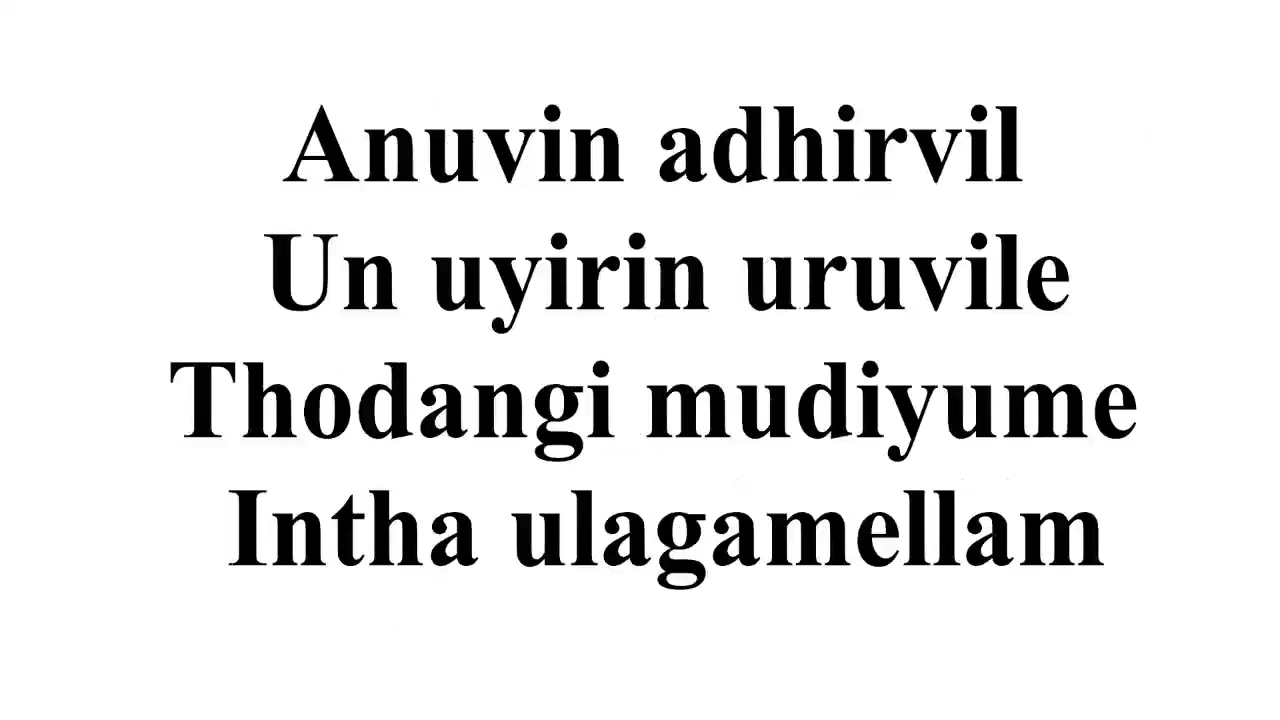 Anuvin adhirvil
Un uyirin uruvile
Thodangi mudiyume
Intha ulagamellam